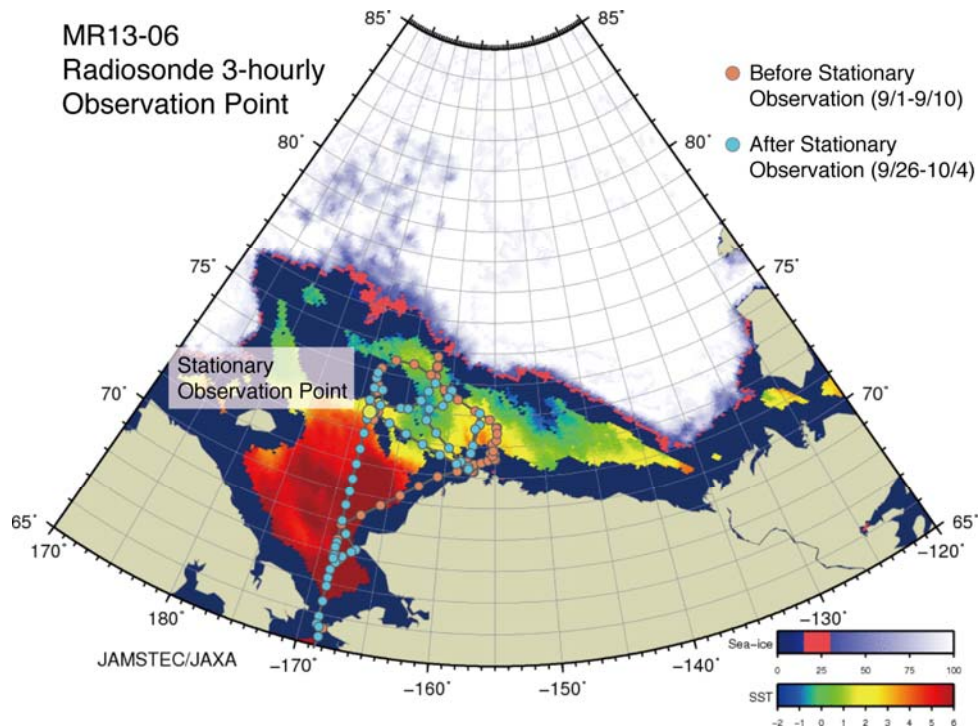 MR13-06
Radiosonde 3-hourly
Observation Point
Before Stationary
Observation (9/1-9/10)
After Stationary
Observation (9/26-10/4)
85˚
85˚
80˚
80˚
75˚
75˚
70˚
70˚
65˚
65˚
Stationary
Observation Point
170˚
180˚
−170˚
−160˚
−150˚
−140˚
−130˚
−120˚
JAMSTEC/JAXA
Sea−ice
0 25 50 75 100
SST
−2 −1 0 1 2 3 4 5 6